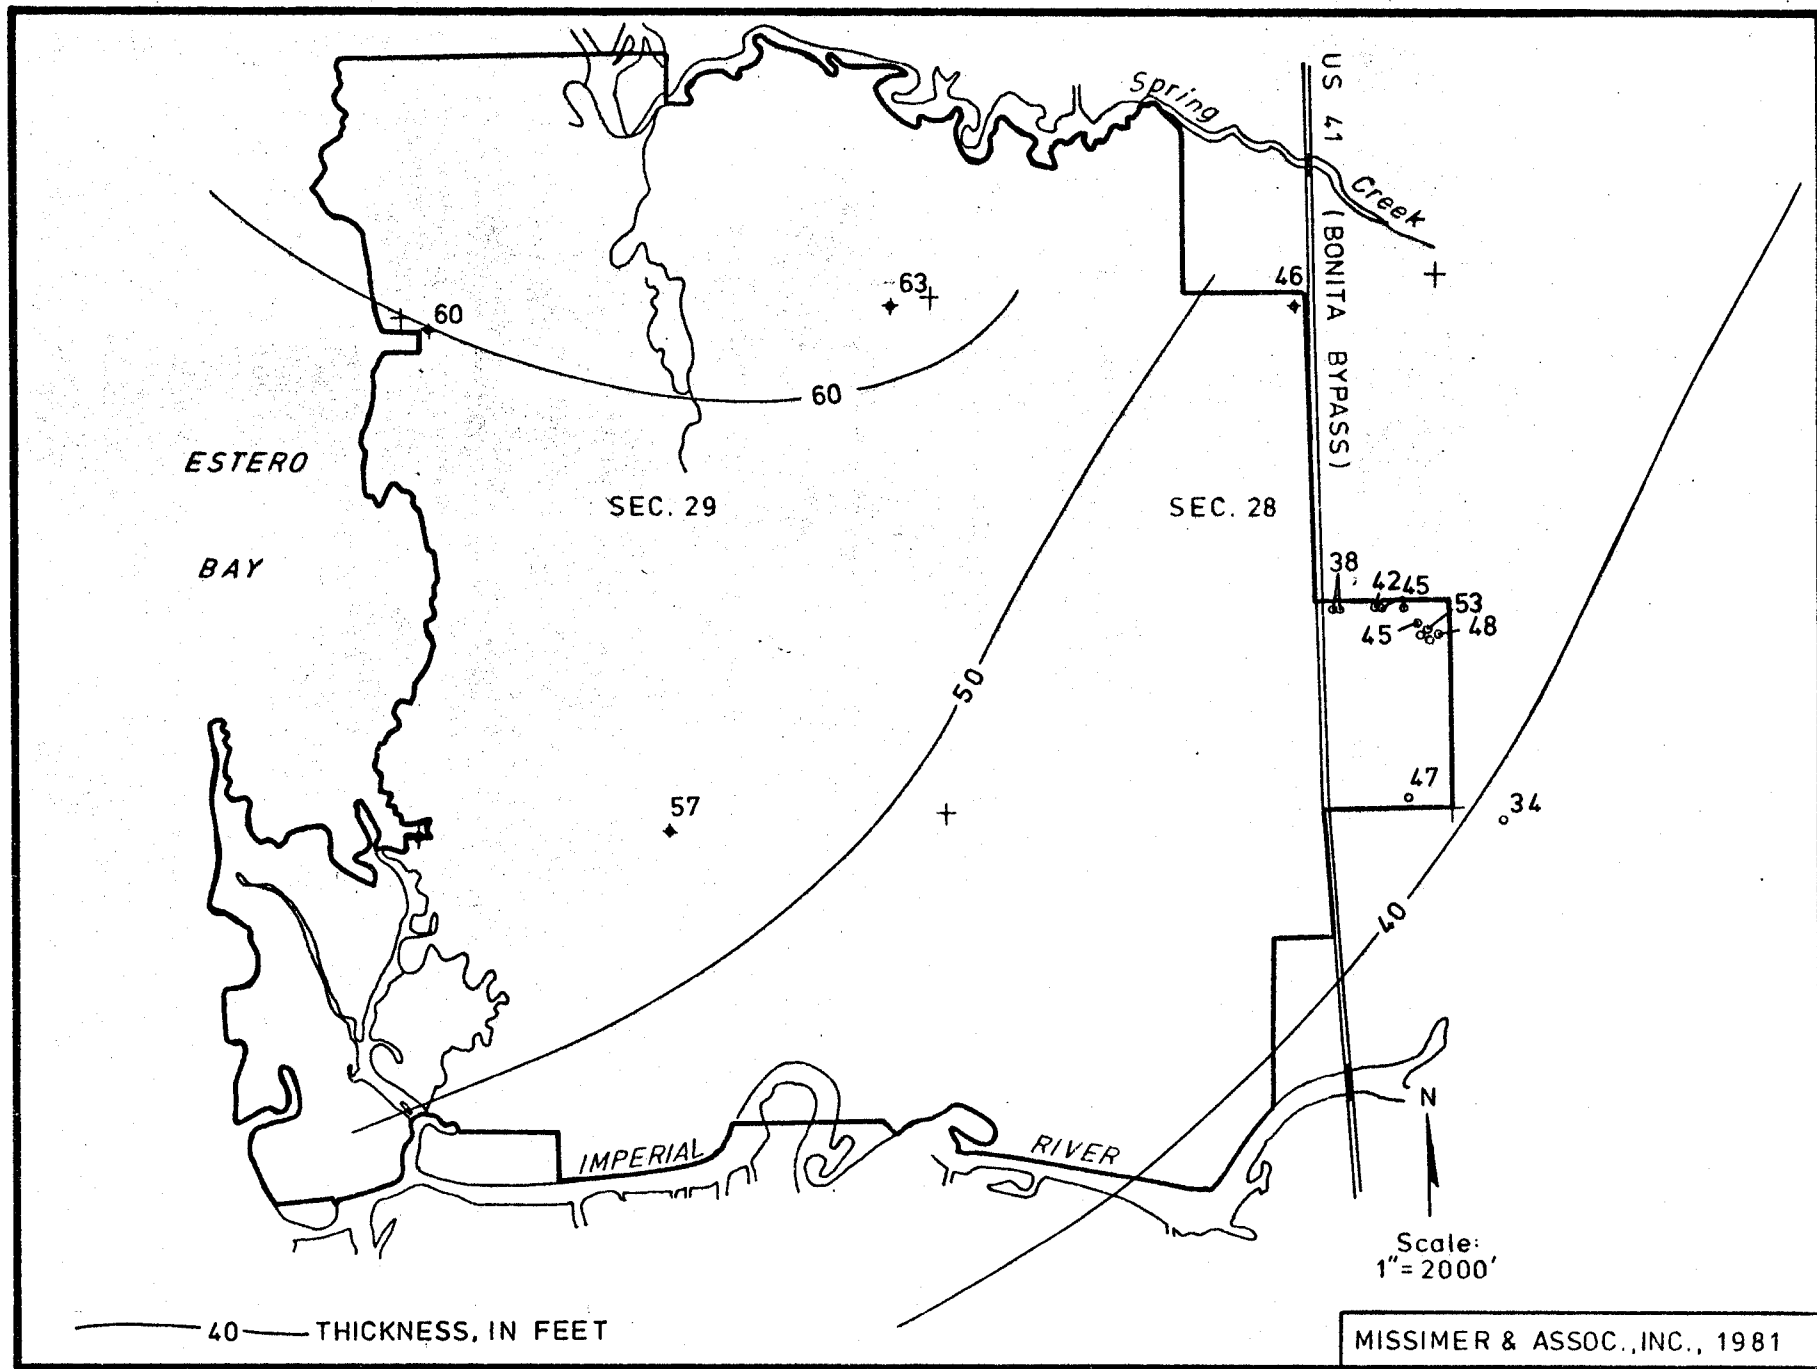 Spring
Creek
US 41 (BONITA BYPASS)
63
46
60
60
ESTERO
BAY
SEC. 29
SEC. 28
38
42
45
53
45
48
50
47
34
57
40
IMPERIAL
RIVER
N
Scale:
1"=2000'
40 THICKNESS, IN FEET
MISSIMER & ASSOC.,INC., 1981